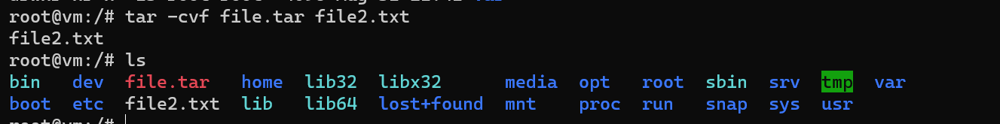 root@vm:/# tar -cvf file.tar file2.txt
file2.txt
root@vm:/# ls
bin dev file.tar home lib32 libx32 media opt root sbin srv tmp var
boot etc file2.txt lib lib64 lost+found mnt proc run snap sys usr
root@vm:/#